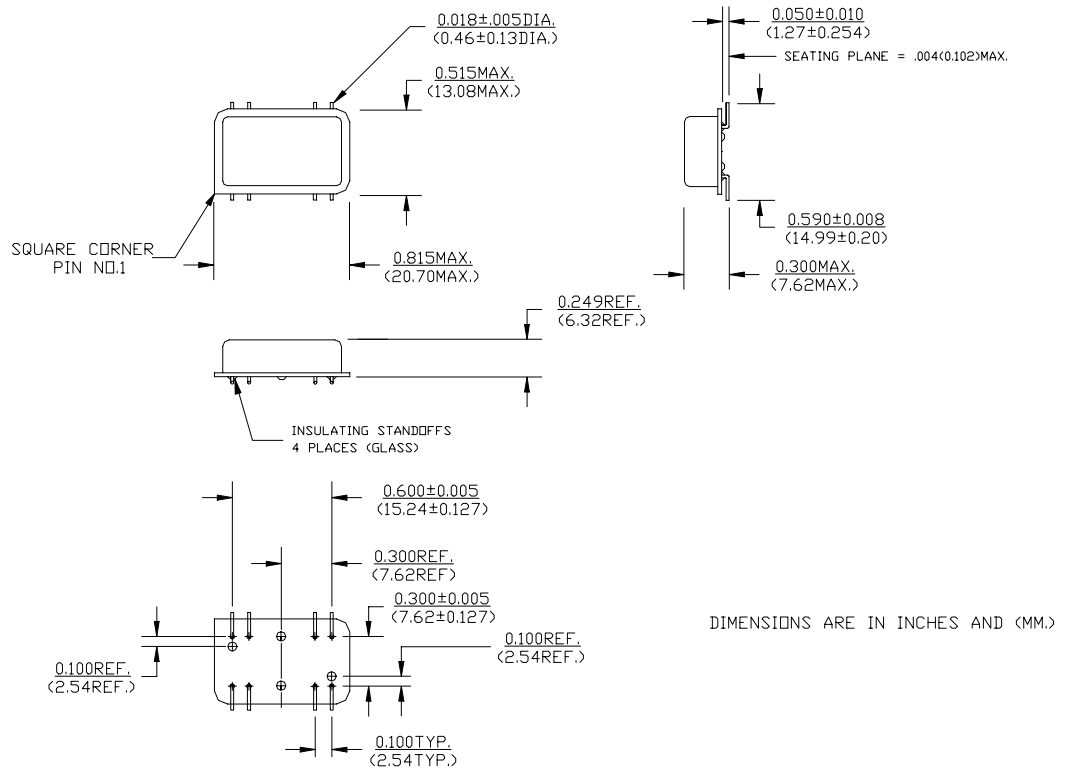 0.018±.005DIA.
(0.46±0.13DIA.)
0.515MAX.
(13.08MAX.)
SQUARE CORNER
PIN NO.1
0.815MAX.
(20.70MAX.)
0.050±0.010
(1.27±0.254)
SEATING PLANE = .004(0.102)MAX.
0.590±0.008
(14.99±0.20)
0.300MAX.
(7.62MAX.)
0.249REF.
(6.32REF.)
INSULATING STANDOFFS
4 PLACES (GLASS)
0.600±0.005
(15.24±0.127)
0.300REF.
(7.62REF)
0.300±0.005
(7.62±0.127)
0.100REF.
(2.54REF.)
0.100REF.
(2.54REF.)
0.100TYP.
(2.54TYP.)
DIMENSIONS ARE IN INCHES AND (MM.)